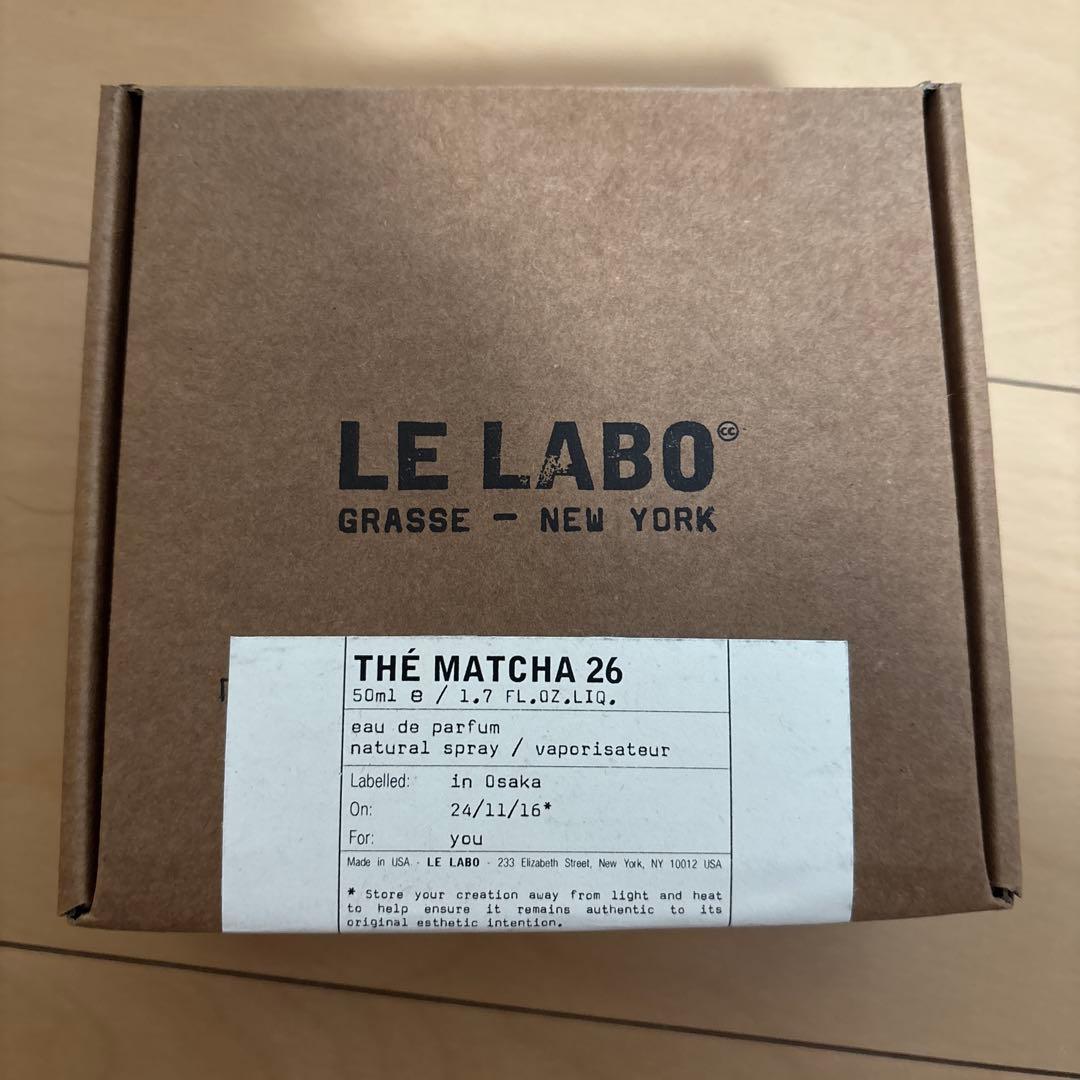 LE LABO
GRASSE - NEW YORK
THÉ MATCHA 26
50ml e / 1.7 FL.OZ.LIQ.
eau de parfum
natural spray / vaporisateur
Labelled: in Osaka
On: 24/11/16*
For: you
Made in USA - LE LABO - 233 Elizabeth Street, New York, NY 10012 USA
* Store your creation away from light and heat
to help ensure it remains authentic to its
original esthetic intention.